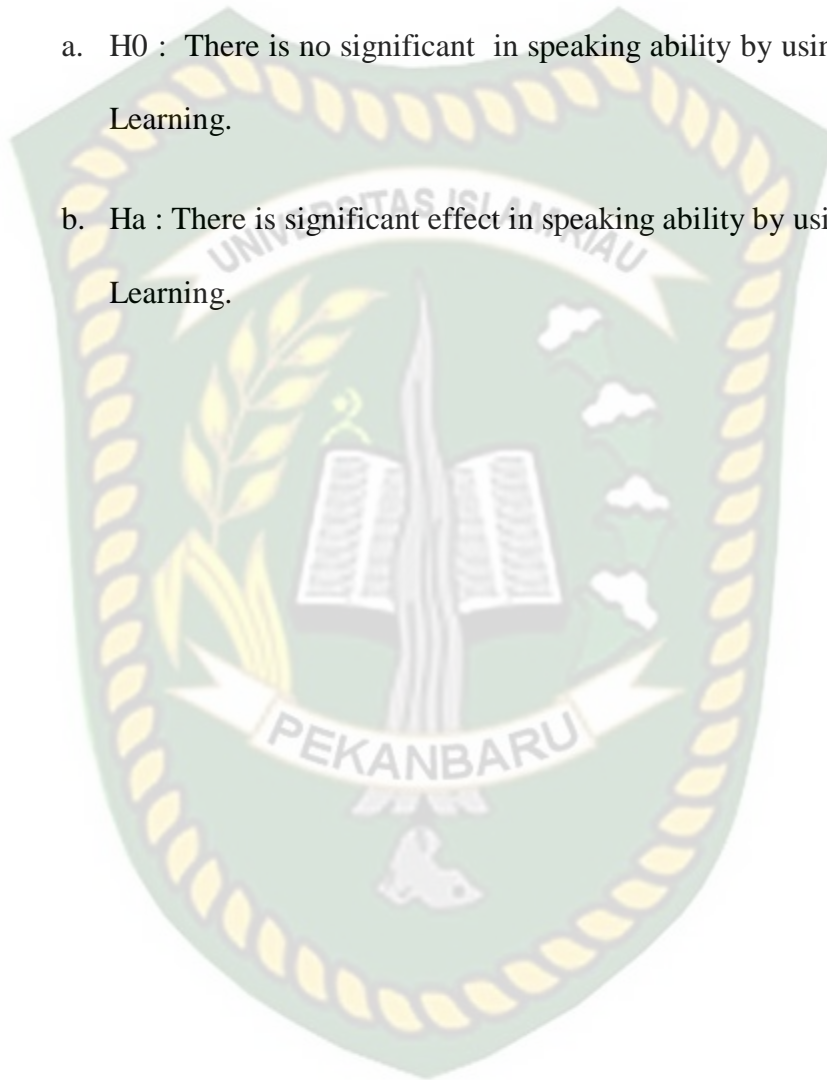 a. H0 : There is no significant in speaking ability by usin
Learning.
UNIVERSITAS ISLAM RIAU
b. Ha : There is significant effect in speaking ability by usi
Learning.
PEKANBARU